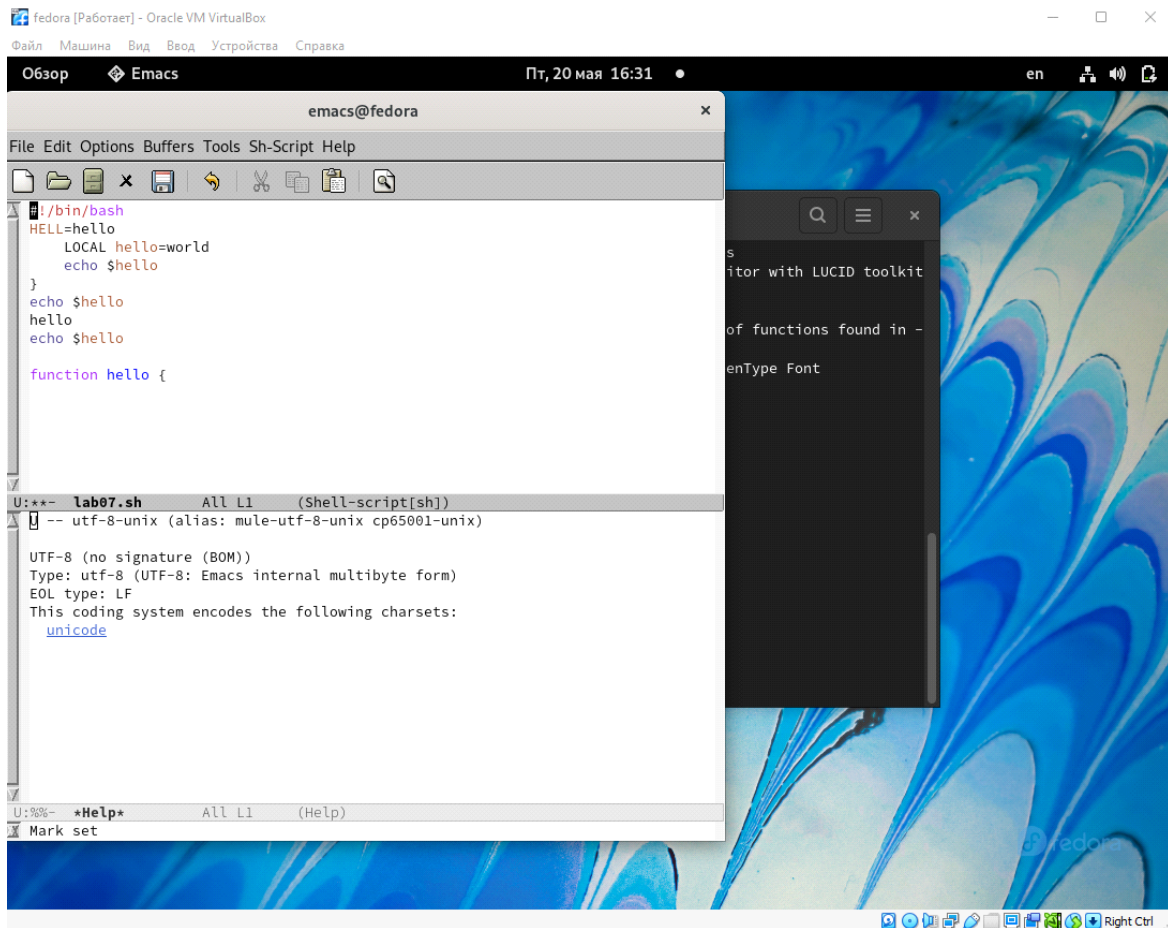 fedora [Работает] - Oracle VM VirtualBox
Файл Машина Вид Ввод Устройства Справка
Обзор Emacs Пт, 20 мая 16:31 en
emacs@fedora
File Edit Options Buffers Tools Sh-Script Help
#!/bin/bash
HELL=hello
    LOCAL hello=world
    echo $hello
}
echo $hello
hello
echo $hello
function hello {
U:**- lab07.sh All L1 (Shell-script[sh])
U -- utf-8-unix (alias: mule-utf-8-unix cp65001-unix)
UTF-8 (no signature (BOM))
Type: utf-8 (UTF-8: Emacs internal multibyte form)
EOL type: LF
This coding system encodes the following charsets:
  unicode
U:%%- *Help* All L1 (Help)
Mark set
s
itor with LUCID toolkit
of functions found in -
enType Font
fedora
Right Ctrl